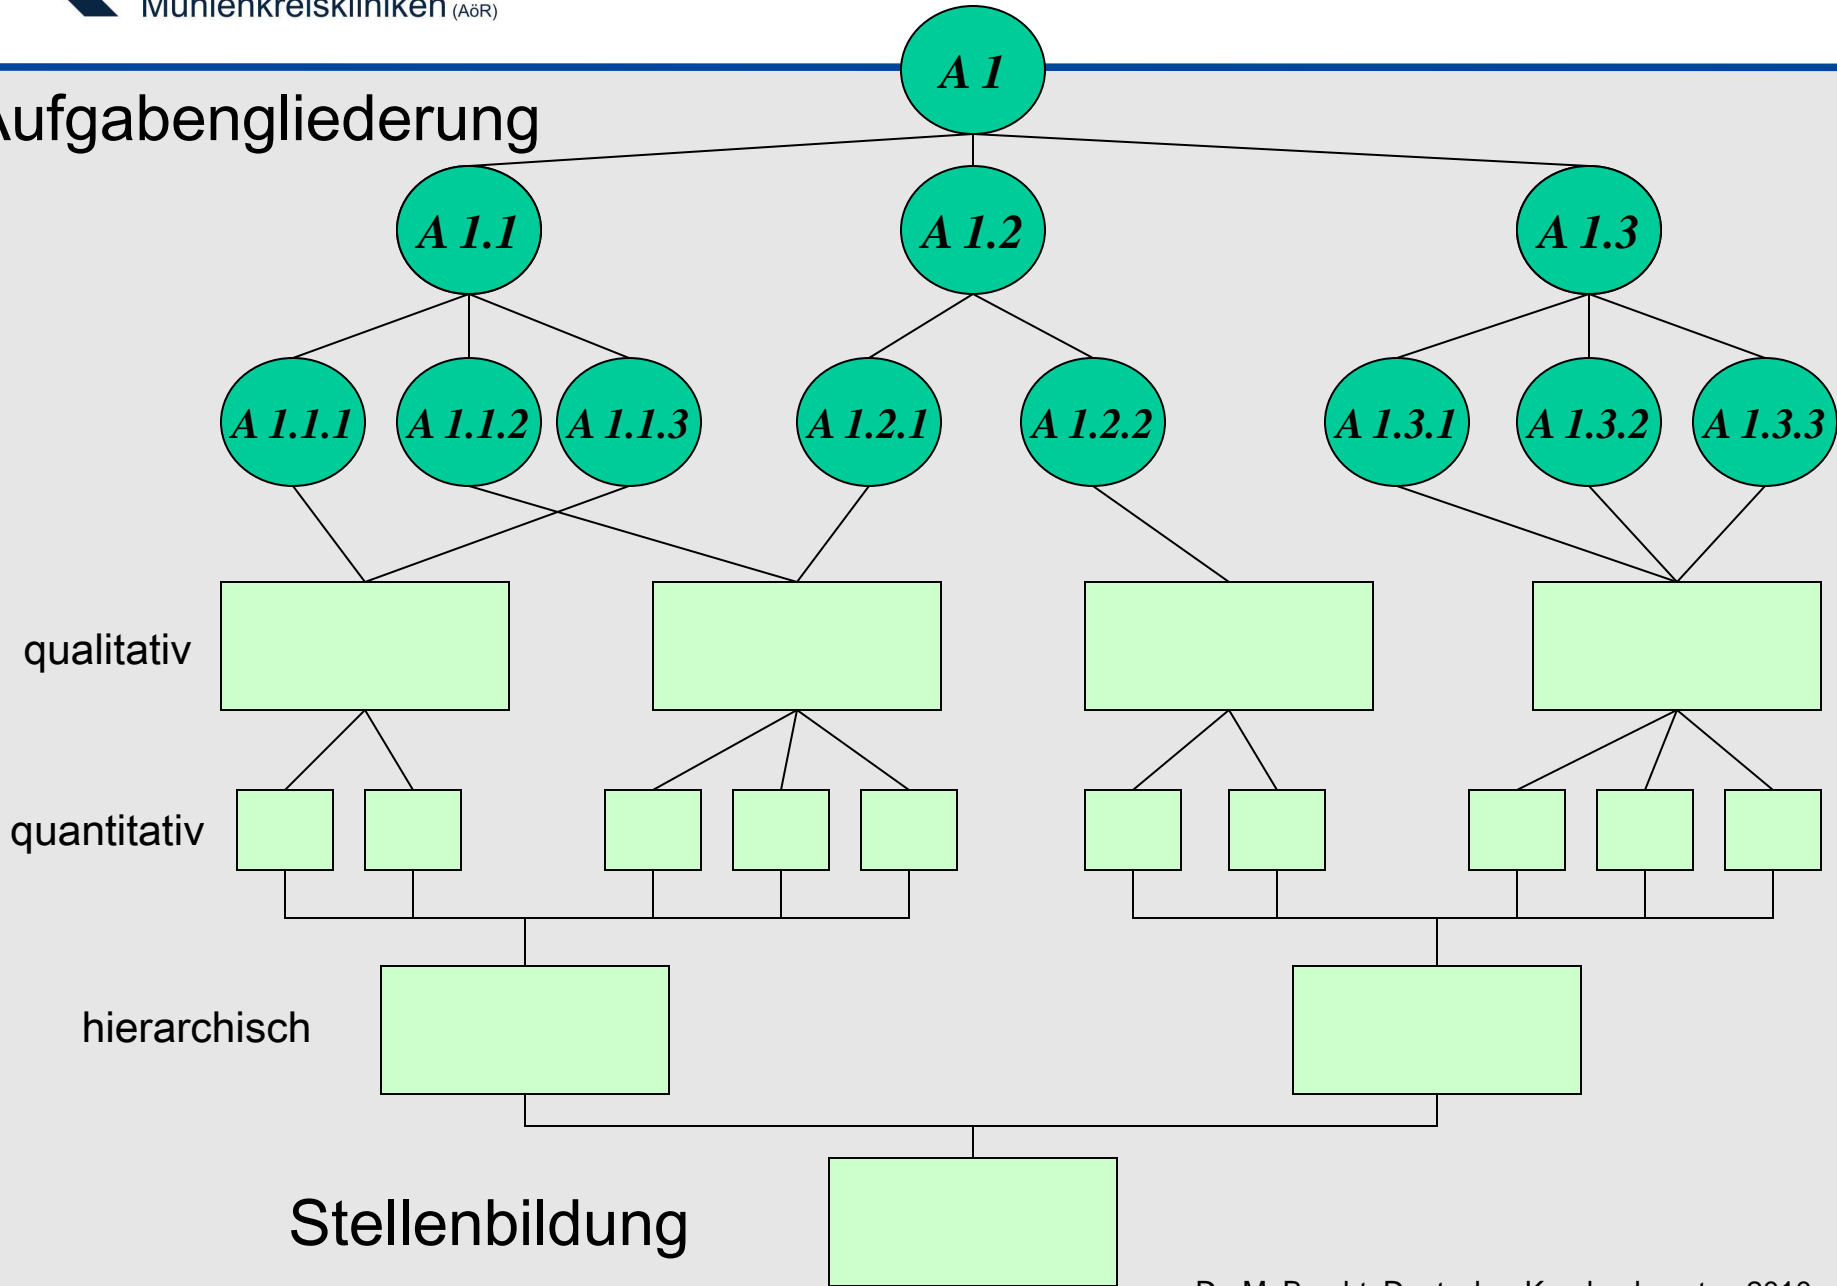 Mühlenkreiskliniken (AöR)
A 1
Aufgabengliederung
A 1.1 A 1.2 A 1.3
A 1.1.1 A 1.1.2 A 1.1.3 A 1.2.1 A 1.2.2 A 1.3.1 A 1.3.2 A 1.3.3
qualitativ
quantitativ
hierarchisch
Stellenbildung